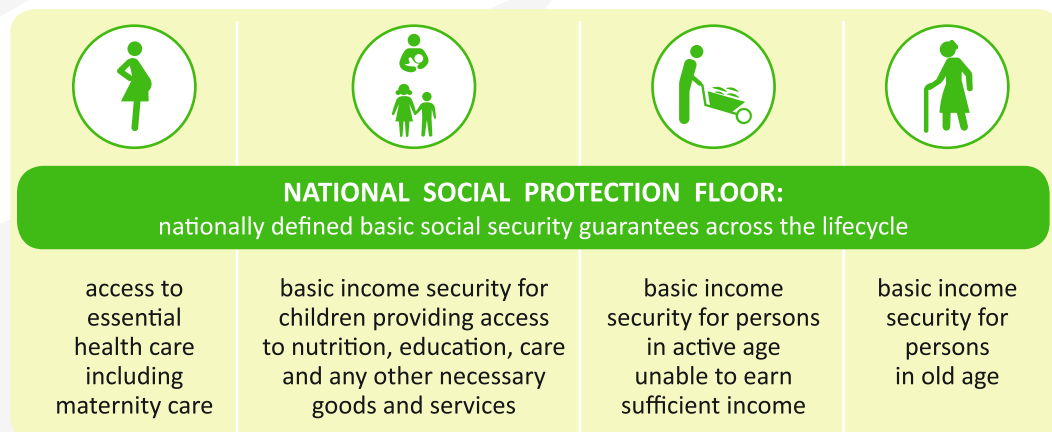 NATIONAL SOCIAL PROTECTION FLOOR:
nationally defined basic social security guarantees across the lifecycle
access to
essential
health care
including
maternity care
basic income security for
children providing access
to nutrition, education, care
and any other necessary
goods and services
basic income
security for persons
in active age
unable to earn
sufficient income
basic income
security for
persons
in old age